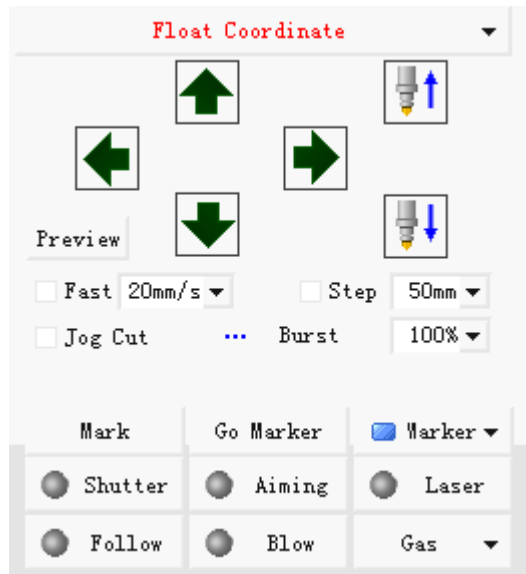 Float Coordinate
Preview
Fast 20mm/s Step 50mm
Jog Cut ... Burst 100%
Mark Go Marker Marker
Shutter Aiming Laser
Follow Blow Gas